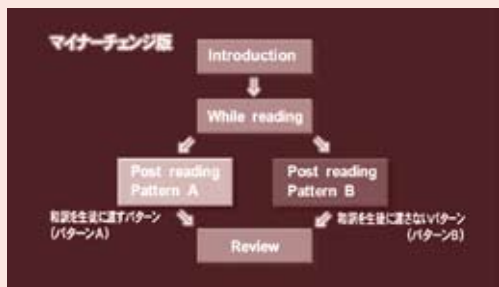 マイナーチェンジ版
Introduction
While reading
Post reading
Pattern A
Post reading
Pattern B
和訳を生徒に渡すパターン
(パターンA)
和訳を生徒に渡さないパターン
(パターンB)
Review